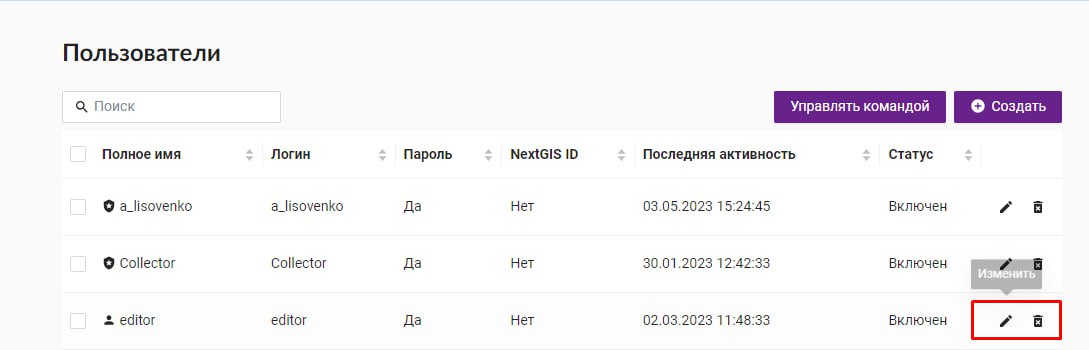 Пользователи
Поиск
Управлять командой
Создать
Полное имя Логин Пароль NextGIS ID Последняя активность Статус
a_lisovenko a_lisovenko Да Нет 03.05.2023 15:24:45 Включен
Collector Collector Да Нет 30.01.2023 12:42:33 Включен
Изменить
editor editor Да Нет 02.03.2023 11:48:33 Включен